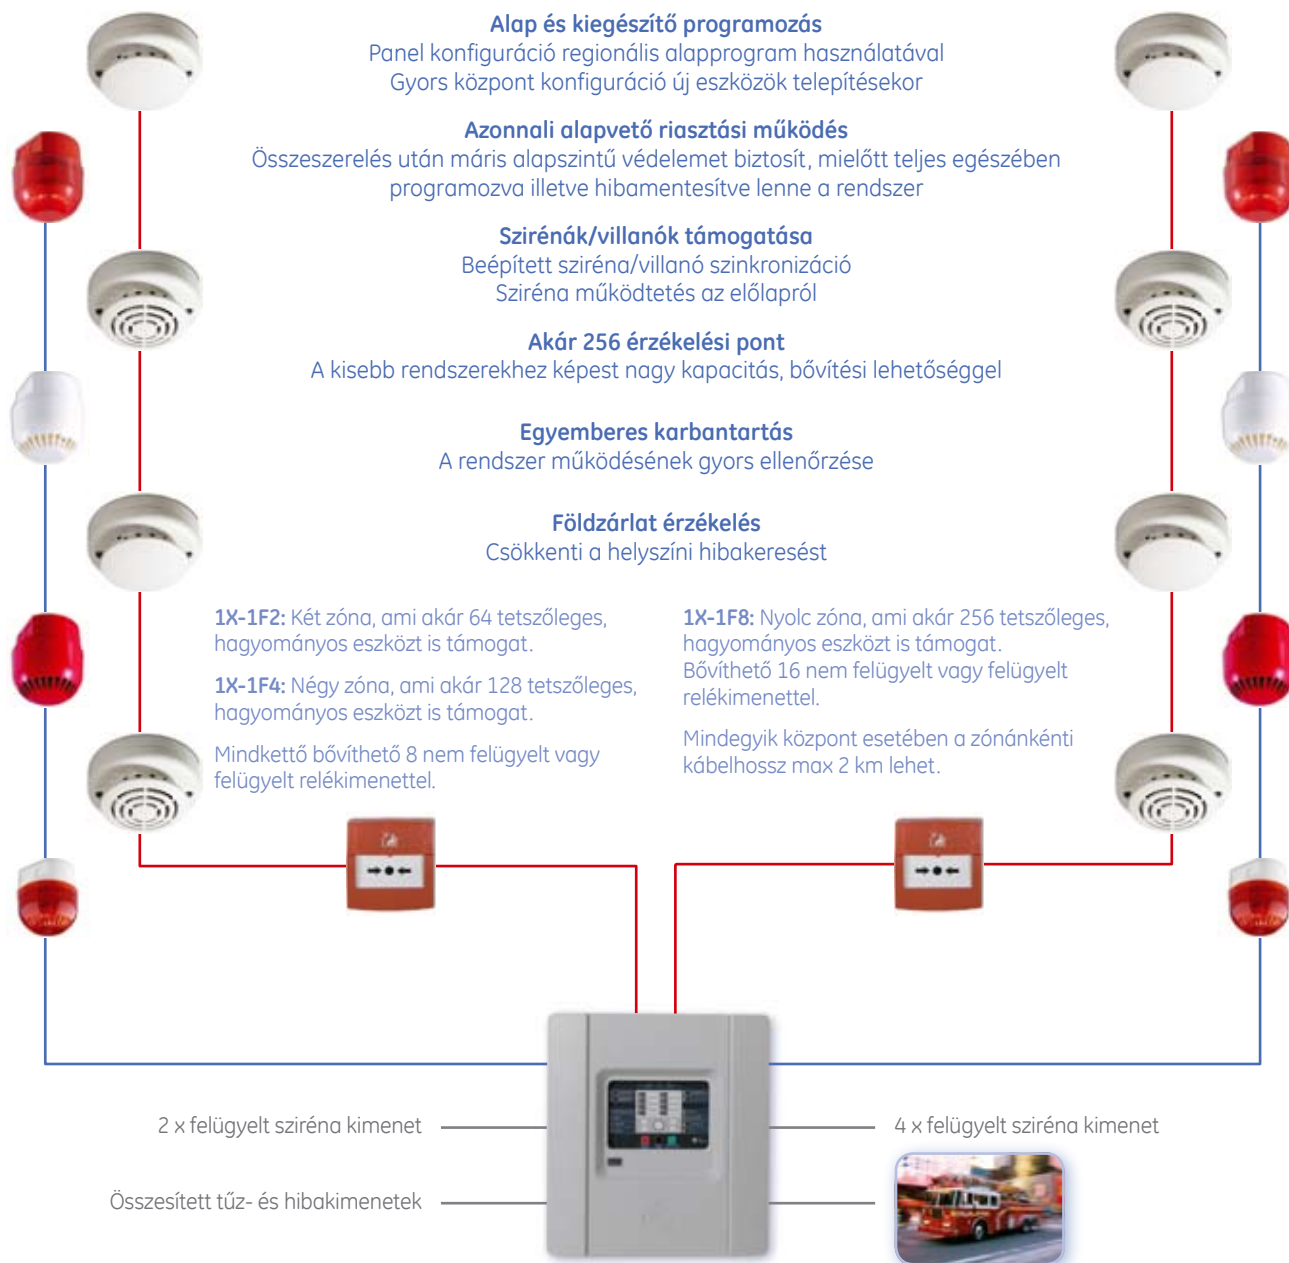 Alap és kiegészítő programozás
Panel konfiguráció regionális alapprogram használatával
Gyors központ konfiguráció új eszközök telepítésekor
Azonnali alapvető riasztási működés
Összeszerelés után máris alapszintű védelemet biztosít, mielőtt teljes egészében
programozva illetve hibamentesítve lenne a rendszer
Szirénák/villanók támogatása
Beépített sziréna/villanó szinkronizáció
Sziréna működtetés az előlapról
Akár 256 érzékelési pont
A kisebb rendszerekhez képest nagy kapacitás, bővítési lehetőséggel
Egyemberes karbantartás
A rendszer működésének gyors ellenőrzése
Földzárlat érzékelés
Csökkenti a helyszíni hibakeresést
1X-1F2: Két zóna, ami akár 64 tetszőleges,
hagyományos eszközt is támogat.
1X-1F4: Négy zóna, ami akár 128 tetszőleges,
hagyományos eszközt is támogat.
Mindkettő bővíthető 8 nem felügyelt vagy
felügyelt relékimenettel.
1X-1F8: Nyolc zóna, ami akár 256 tetszőleges,
hagyományos eszközt is támogat.
Bővíthető 16 nem felügyelt vagy felügyelt
relékimenettel.
Mindegyik központ esetében a zónánkénti
kábelhossz max 2 km lehet.
2 x felügyelt sziréna kimenet
4 x felügyelt sziréna kimenet
Összesített tűz- és hibakimenetek